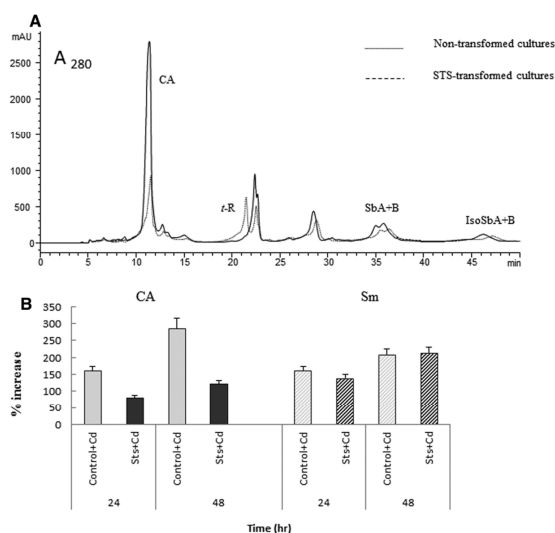 A
mAU
A 280
Non-transformed cultures
STS-transformed cultures
2500
2000
1500
1000
500
0
CA
t-R
SbA+B
IsoSbA+B
0 5 10 15 20 25 30 35 40 45 min
B
CA Sm
% increase
350
300
250
200
150
100
50
0
Control+Cd Sts+Cd Control+Cd Sts+Cd Control+Cd Sts+Cd Control+Cd Sts+Cd
24 48 24 48
Time (hr)